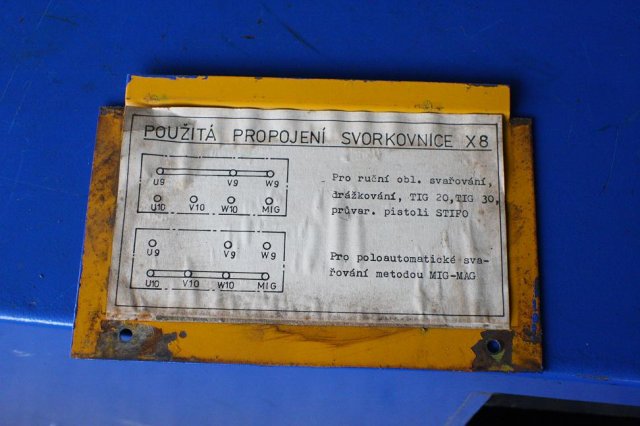 POUŽITÁ PROPOJENÍ SVORKOVNICE X8
U9 V9 W9
U10 V10 W10 MIG
Pro ruční obl. svařování,
drážkování, TIG 20,TIG 30,
průvar. pistoli STIFO
U9 V9 W9
U10 V10 W10 MIG
Pro poloautomatické sva-
řování metodou MIG-MAG